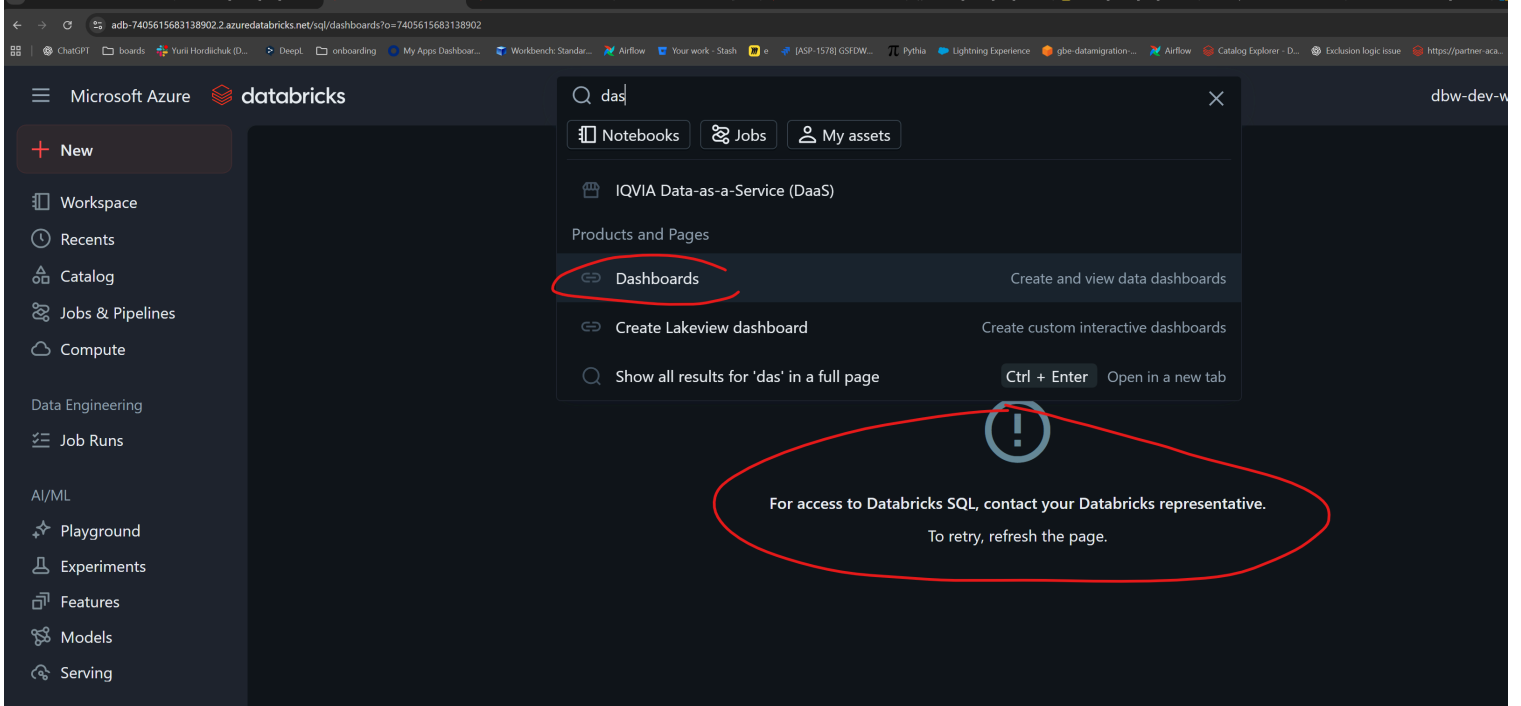 adb-7405615683138902.2.azuredatabricks.net/sql/dashboards?o=7405615683138902
ChatGPT boards Yurii Hordiichuk (D... DeepL onboarding My Apps Dashboar... Workbench: Standar... Airflow Your work - Stash e [ASP-1578] GSFDW... Pythia Lightning Experience gbe-datamigration-... Airflow Catalog Explorer - D... Exclusion logic issue https://partner-aca...
Microsoft Azure databricks
das
dbw-dev-w
Notebooks Jobs My assets
New
IQVIA Data-as-a-Service (DaaS)
Workspace
Products and Pages
Recents
Dashboards Create and view data dashboards
Catalog
Jobs & Pipelines
Create Lakeview dashboard Create custom interactive dashboards
Compute
Show all results for 'das' in a full page Ctrl + Enter Open in a new tab
Data Engineering
Job Runs
AI/ML
For access to Databricks SQL, contact your Databricks representative.
To retry, refresh the page.
Playground
Experiments
Features
Models
Serving